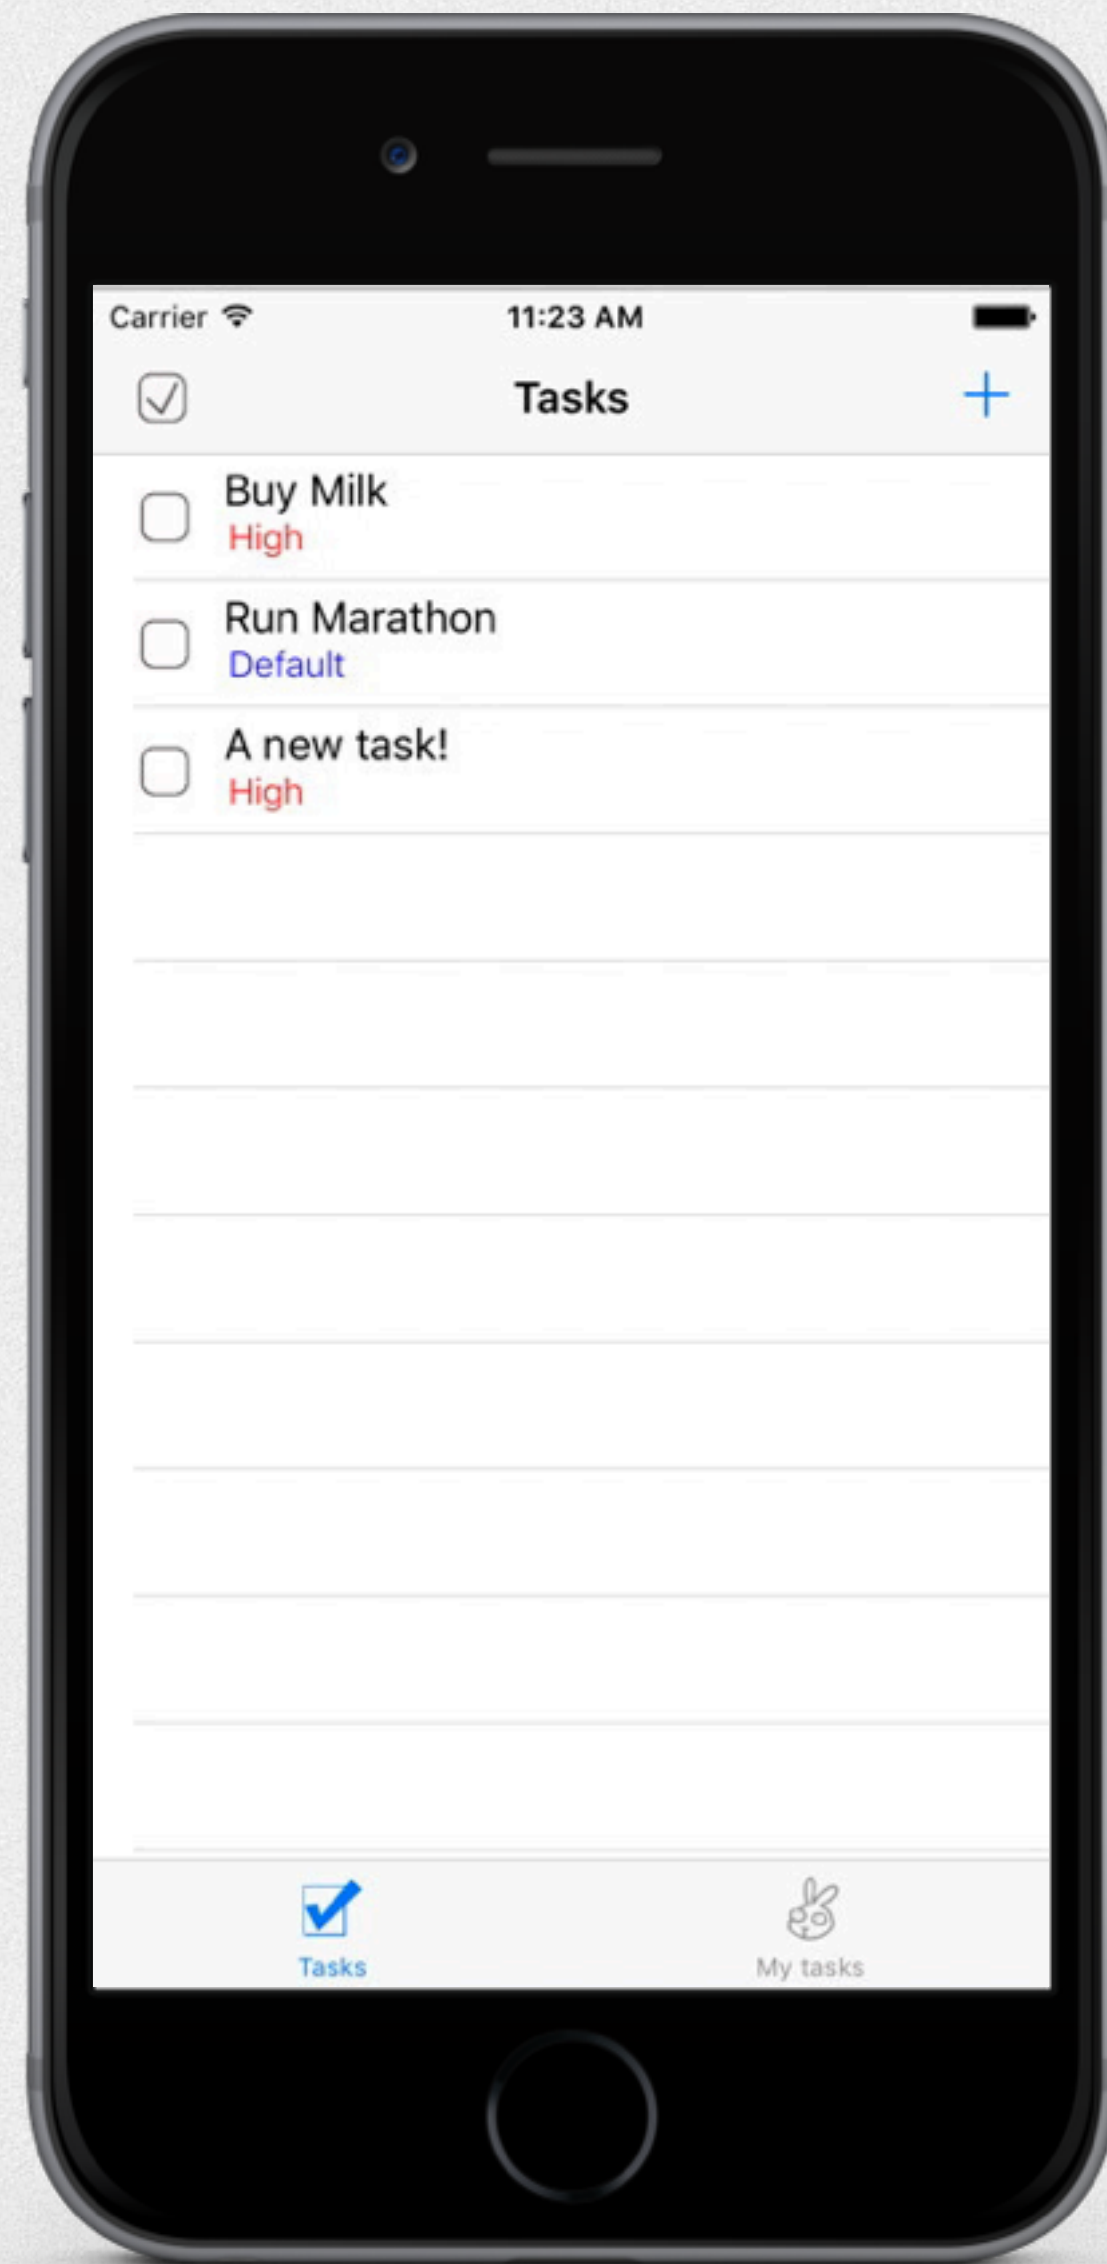 Carrier 11:23 AM
Tasks
Buy Milk
High
Run Marathon
Default
A new task!
High
Tasks My tasks